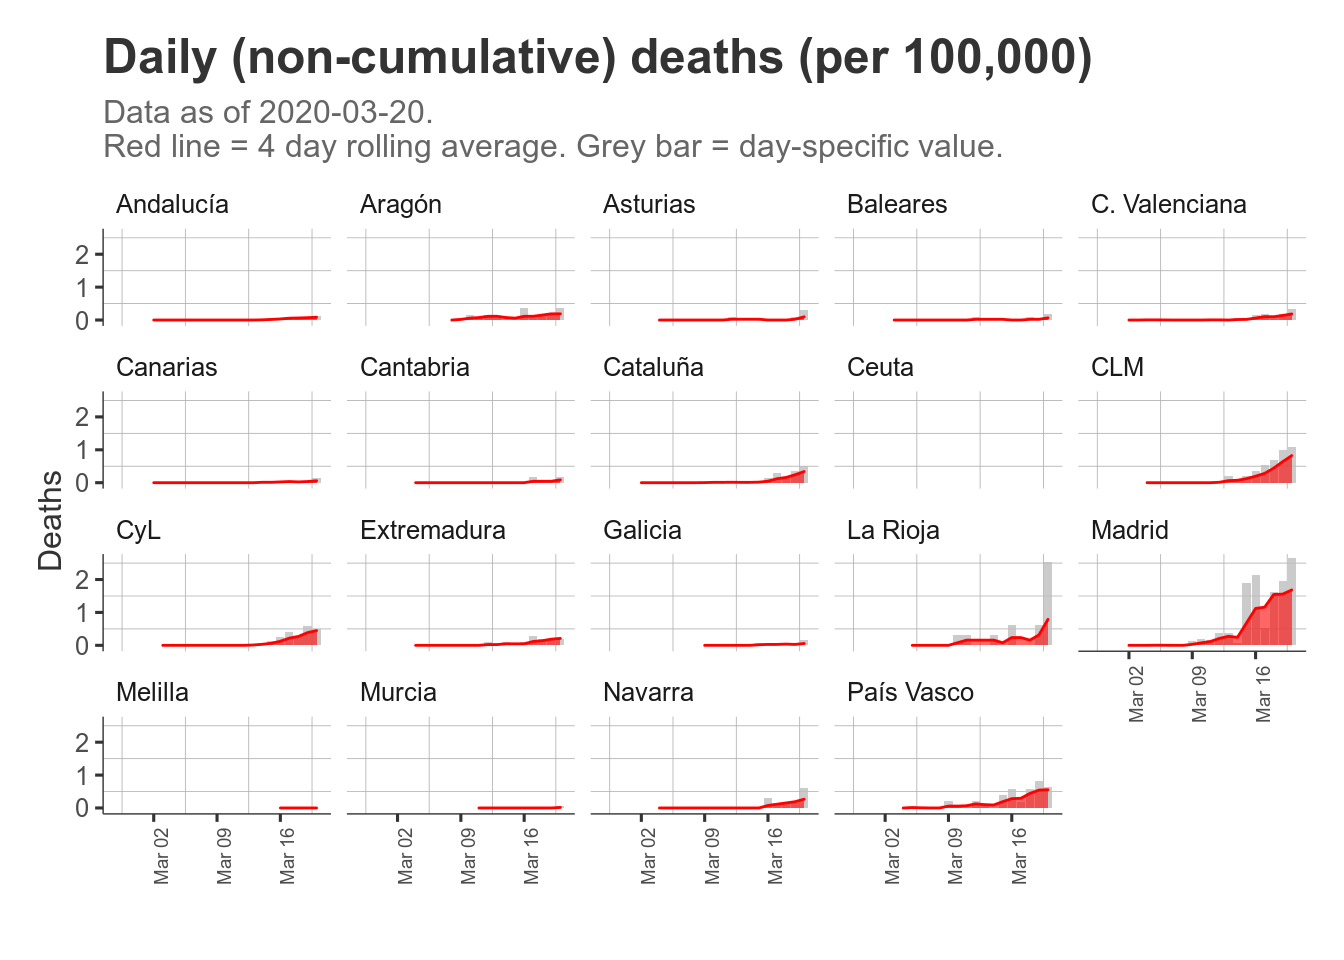 Daily (non-cumulative) deaths (per 100,000)
Data as of 2020-03-20.
Red line = 4 day rolling average. Grey bar = day-specific value.
Andalucía Aragón Asturias Baleares C. Valenciana
2
1
0
Canarias Cantabria Cataluña Ceuta CLM
2
1
0
Deaths
CyL Extremadura Galicia La Rioja Madrid
2
1
0
Mar 02 Mar 09 Mar 16
Melilla Murcia Navarra País Vasco
2
1
0
Mar 02 Mar 09 Mar 16 Mar 02 Mar 09 Mar 16 Mar 02 Mar 09 Mar 16 Mar 02 Mar 09 Mar 16